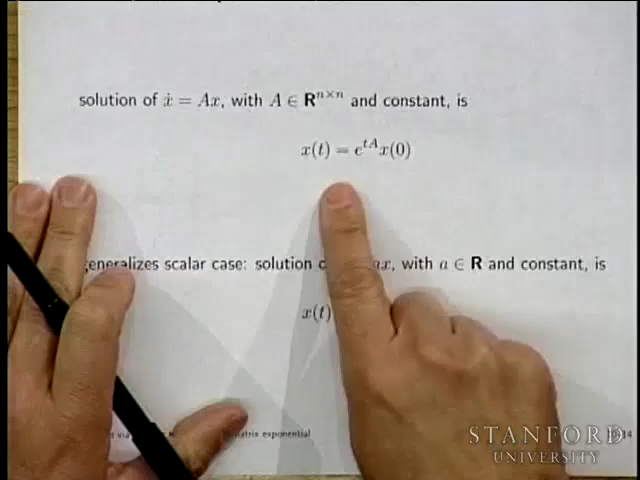 solution of ẋ = Ax, with A ∈ R^{n×n} and constant, is
x(t) = e^{tA}x(0)
generalizes scalar case: solution ax, with a ∈ R and constant, is
x(t)
via matrix exponential
STANFORD
UNIVERSITY